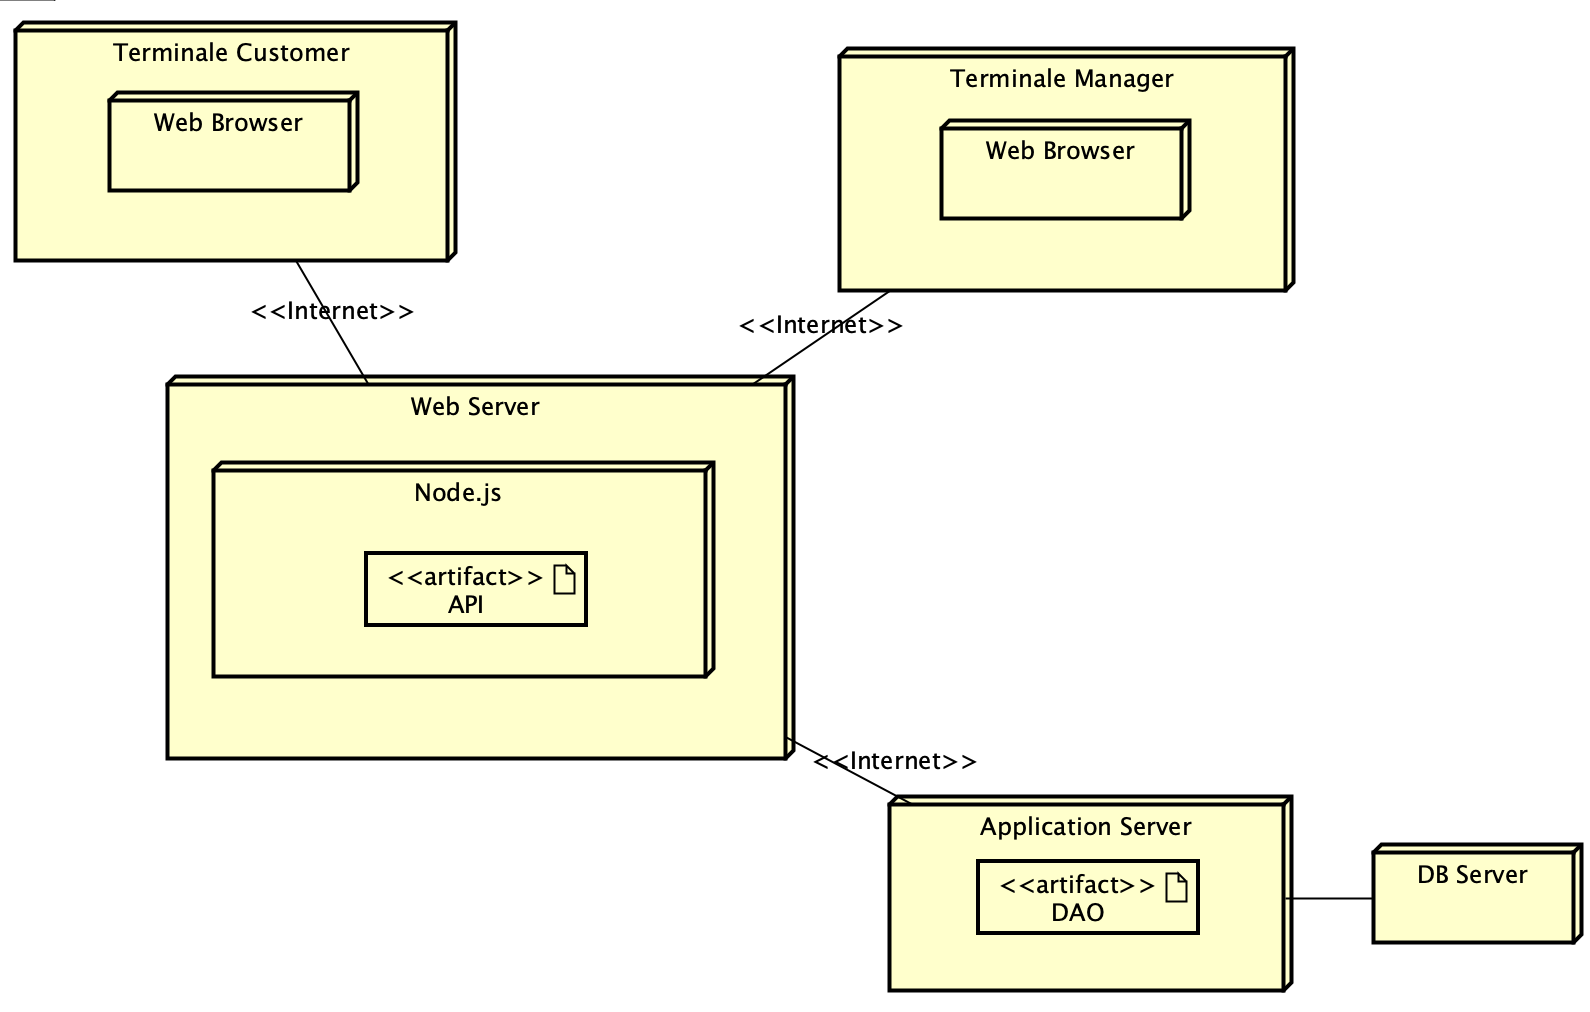 Terminale Customer
Web Browser
Terminale Manager
Web Browser
<<Internet>>
<<Internet>>
Web Server
Node.js
<<artifact>>
API
<<Internet>>
Application Server
<<artifact>>
DAO
DB Server